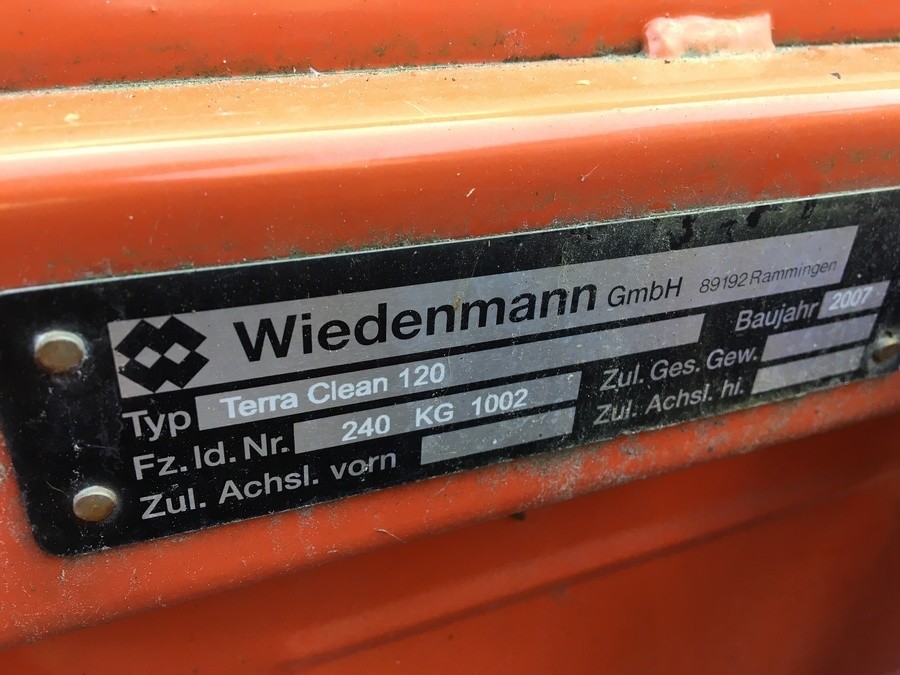 Wiedenmann GmbH 89192 Rammingen
Typ Terra Clean 120 Baujahr 2007
Fz. Id. Nr. 240 KG 1002 Zul. Ges. Gew.
Zul. Achsl. vorn Zul. Achsl. hi.